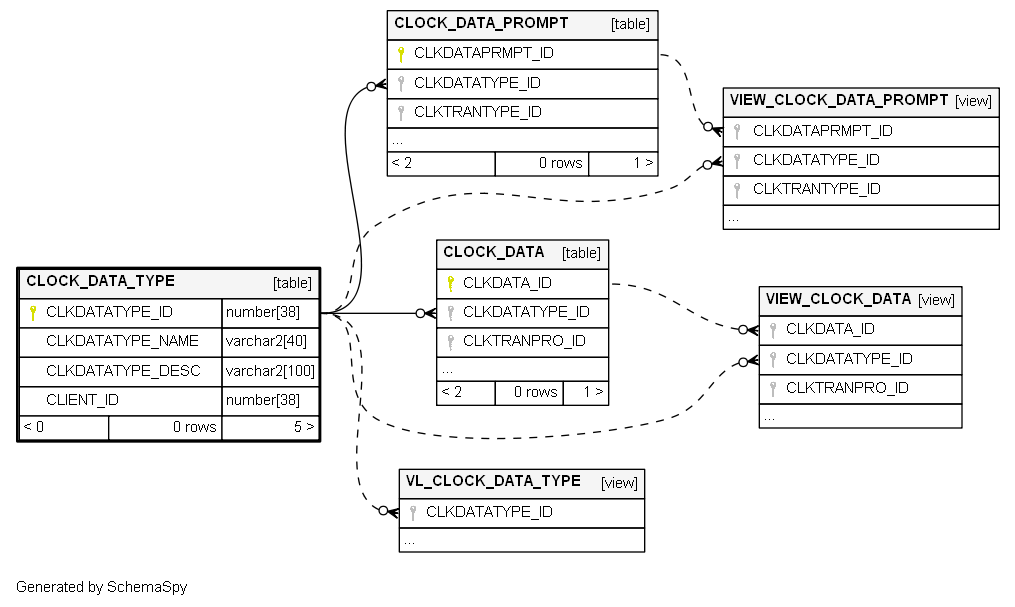 CLOCK_DATA_PROMPT [table]
CLKDATAPRMPT_ID
CLKDATATYPE_ID
CLKTRANTYPE_ID
...
< 2 0 rows 1 >
VIEW_CLOCK_DATA_PROMPT [view]
CLKDATAPRMPT_ID
CLKDATATYPE_ID
CLKTRANTYPE_ID
...
CLOCK_DATA_TYPE [table]
CLKDATATYPE_ID number[38]
CLKDATATYPE_NAME varchar2[40]
CLKDATATYPE_DESC varchar2[100]
CLIENT_ID number[38]
< 0 0 rows 5 >
CLOCK_DATA [table]
CLKDATA_ID
CLKDATATYPE_ID
CLKTRANPRO_ID
...
< 2 0 rows 1 >
VIEW_CLOCK_DATA [view]
CLKDATA_ID
CLKDATATYPE_ID
CLKTRANPRO_ID
...
VL_CLOCK_DATA_TYPE [view]
CLKDATATYPE_ID
...
Generated by SchemaSpy